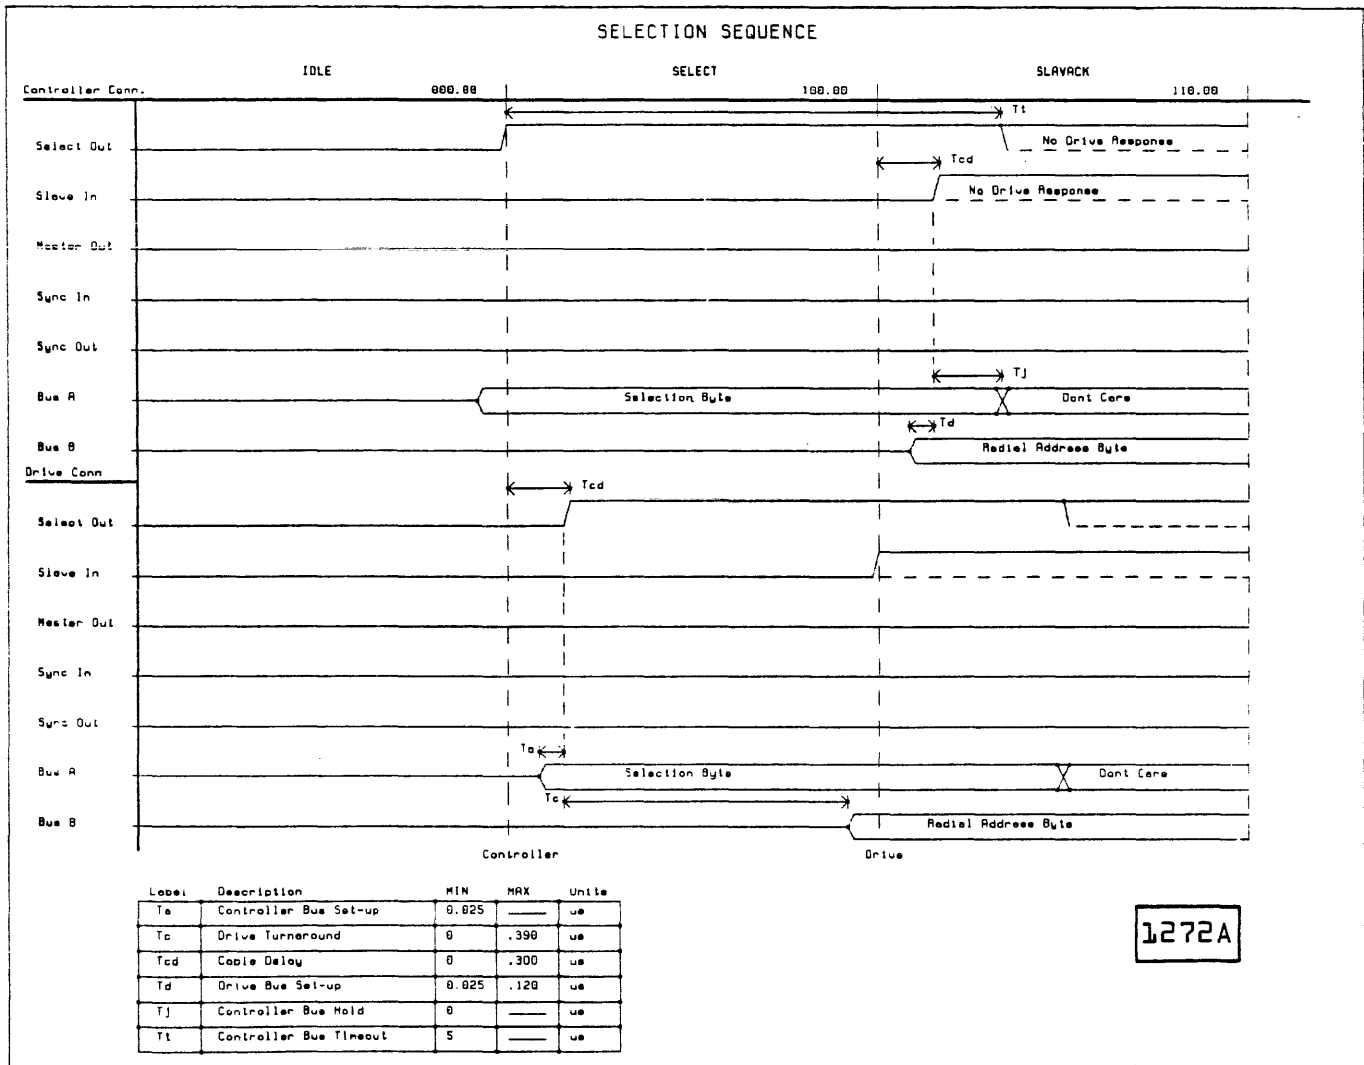 SELECTION SEQUENCE
IDLE SELECT SLAVACK
Controller Conn. 000.00 100.00 110.00
Tt
Select Out No Drive Response
Tcd
Slave In No Drive Response
Master Out
Sync In
Sync Out
Tj
Bus A Selection Byte Dont Care
Td
Bus B Radial Address Byte
Drive Conn
Tcd
Select Out
Slave In
Master Out
Sync In
Sync Out
Ta
Bus A Selection Byte Dont Care
Tc
Bus B Radial Address Byte
Controller Drive
Label Description MIN MAX Units
Ta Controller Bus Set-up 0.025 us
Tc Drive Turnaround 0 .390 us
Tcd Cable Delay 0 .300 us
Td Drive Bus Set-up 0.025 .120 us
Tj Controller Bus Hold 0 us
Tt Controller Bus Timeout 5 us
1272A